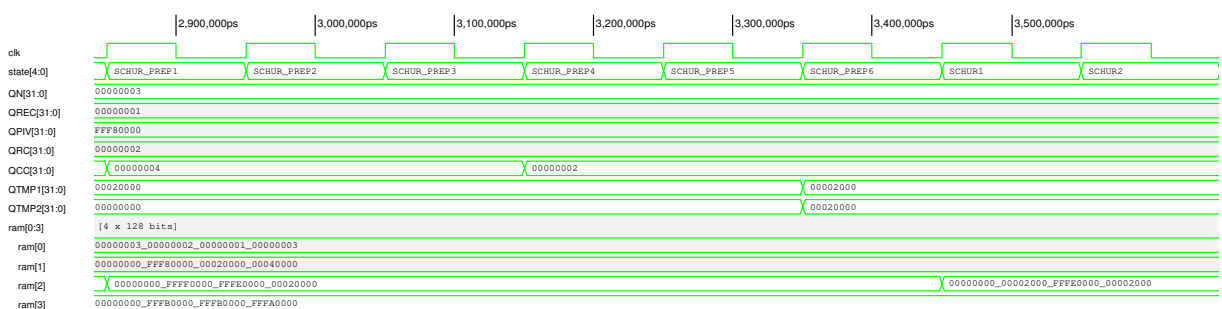 2,900,000ps 3,000,000ps 3,100,000ps 3,200,000ps 3,300,000ps 3,400,000ps 3,500,000ps
clk
state[4:0] SCHUR_PREP1 SCHUR_PREP2 SCHUR_PREP3 SCHUR_PREP4 SCHUR_PREP5 SCHUR_PREP6 SCHUR1 SCHUR2
QN[31:0] 00000003
QREC[31:0] 00000001
QPIV[31:0] FFF80000
QRC[31:0] 00000002
QCC[31:0] 00000004 00000002
QTMP1[31:0] 00020000 00002000
QTMP2[31:0] 00000000 00020000
ram[0:3] [4 x 128 bits]
ram[0] 00000003_00000002_00000001_00000003
ram[1] 00000000_FFF80000_00020000_00040000
ram[2] 00000000_FFFF0000_FFFE0000_00020000 00000000_00002000_FFFE0000_00002000
ram[3] 00000000_FFFB0000_FFFB0000_FFFA0000